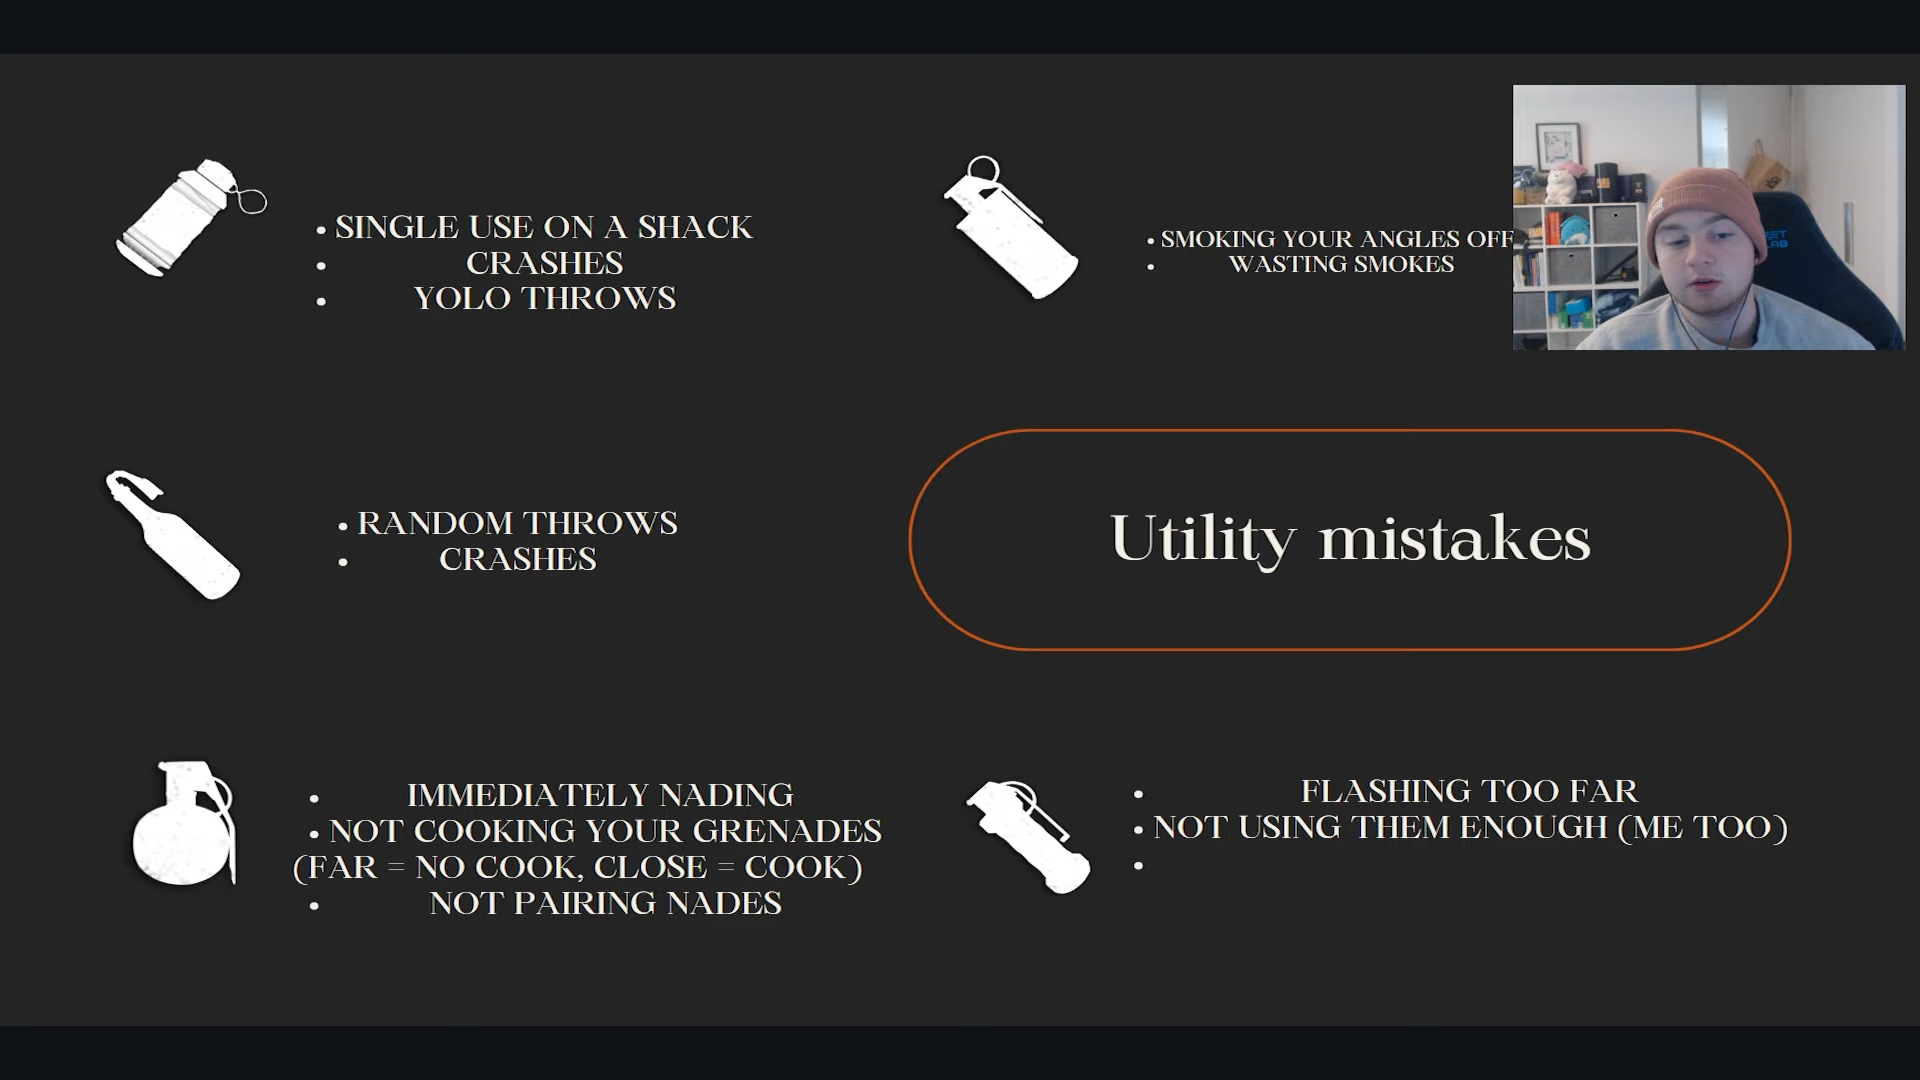 • SINGLE USE ON A SHACK
• CRASHES
• YOLO THROWS
• SMOKING YOUR ANGLES OFF
• WASTING SMOKES
• RANDOM THROWS
• CRASHES
Utility mistakes
• IMMEDIATELY NADING
• NOT COOKING YOUR GRENADES
(FAR = NO COOK, CLOSE = COOK)
• NOT PAIRING NADES
• FLASHING TOO FAR
• NOT USING THEM ENOUGH (ME TOO)
•